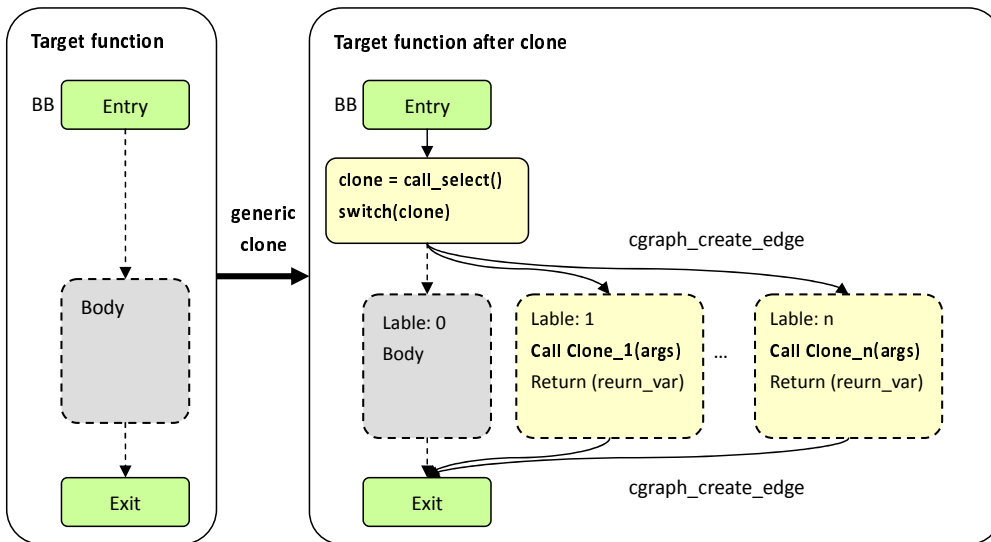 Target function
BB
Entry
Body
Exit
generic
clone
Target function after clone
BB
Entry
clone = call_select()
switch(clone)
cgraph_create_edge
Lable: 0
Body
Lable: 1
Call Clone_1(args)
Return (reurn_var)
...
Lable: n
Call Clone_n(args)
Return (reurn_var)
Exit
cgraph_create_edge